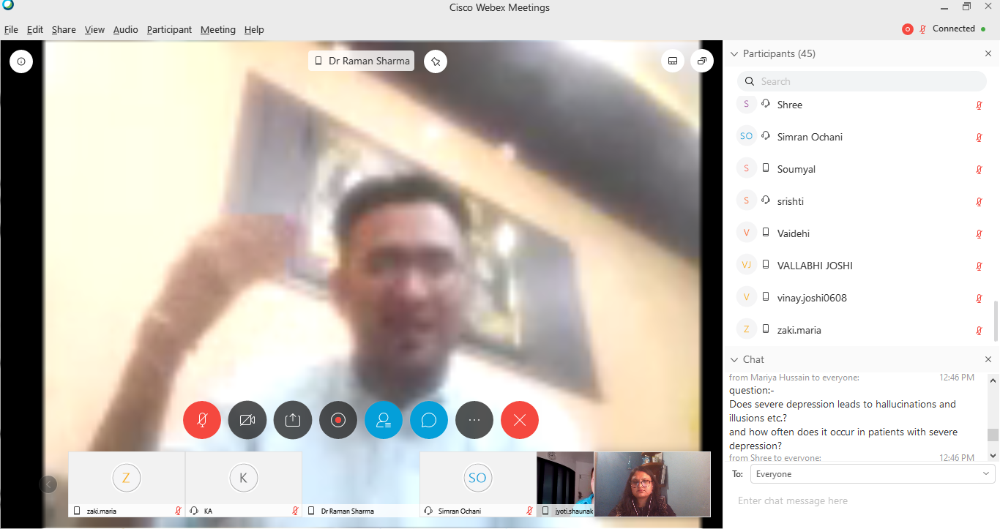 Cisco Webex Meetings
File Edit Share View Audio Participant Meeting Help
Connected
Dr Raman Sharma
Participants (45)
Search
S Shree
SO Simran Ochani
S Soumyal
S srishti
V Vaidehi
VJ VALLABHI JOSHI
V vinay.joshi0608
Z zaki.maria
Chat
from Mariya Hussain to everyone: 12:46 PM
question:-
Does severe depression leads to hallucinations and
illusions etc.?
and how often does it occur in patients with severe
depression?
from Shree to everyone: 12:46 PM
To: Everyone
Enter chat message here
Z
zaki.maria
K
KA
Dr Raman Sharma
SO
Simran Ochani
jyoti.shaunak